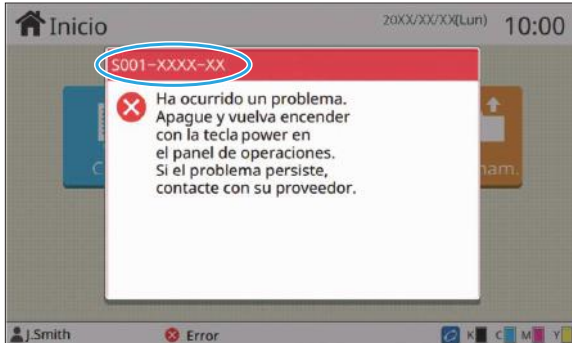 Inicio
20XX/XX/XX(Lun)
10:00
S001-XXXX-XX
Ha ocurrido un problema.
Apague y vuelva encender
con la tecla power en
el panel de operaciones.
Si el problema persiste,
contacte con su proveedor.
C
nam.
J.Smith
Error
K C M Y